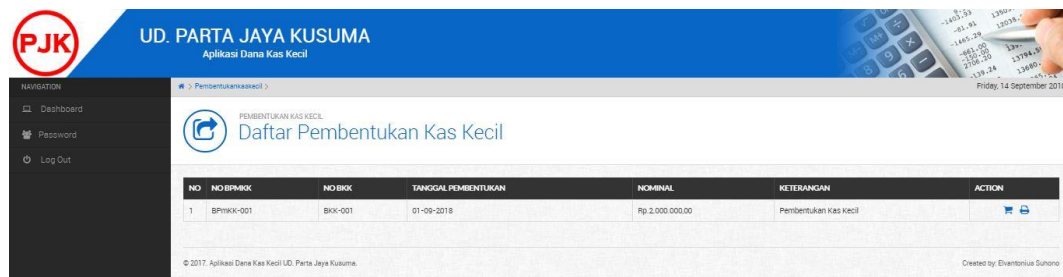 PJK
UD. PARTA JAYA KUSUMA
Aplikasi Dana Kas Kecil
NAVIGATION
Pembentukankaskecil >
Friday, 14 September 2018
Dashboard
Password
Log Out
PEMBENTUKAN KAS KECIL
Daftar Pembentukan Kas Kecil
NO NO BPMKK NO BKK TANGGAL PEMBENTUKAN NOMINAL KETERANGAN ACTION
1 BPmKK-001 BKK-001 01-09-2018 Rp.2.000.000,00 Pembentukan Kas Kecil
© 2017. Aplikasi Dana Kas Kecil UD. Parta Jaya Kusuma.
Created by: Elvantonius Sunono